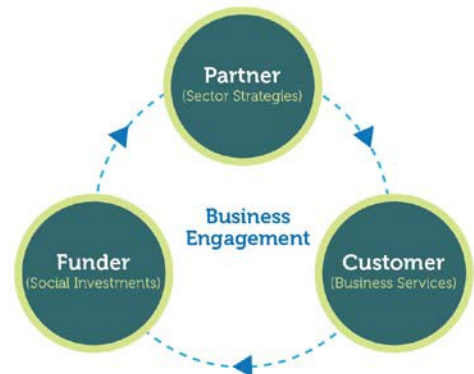 Partner
(Sector Strategies)
Business
Engagement
Funder
(Social Investments)
Customer
(Business Services)